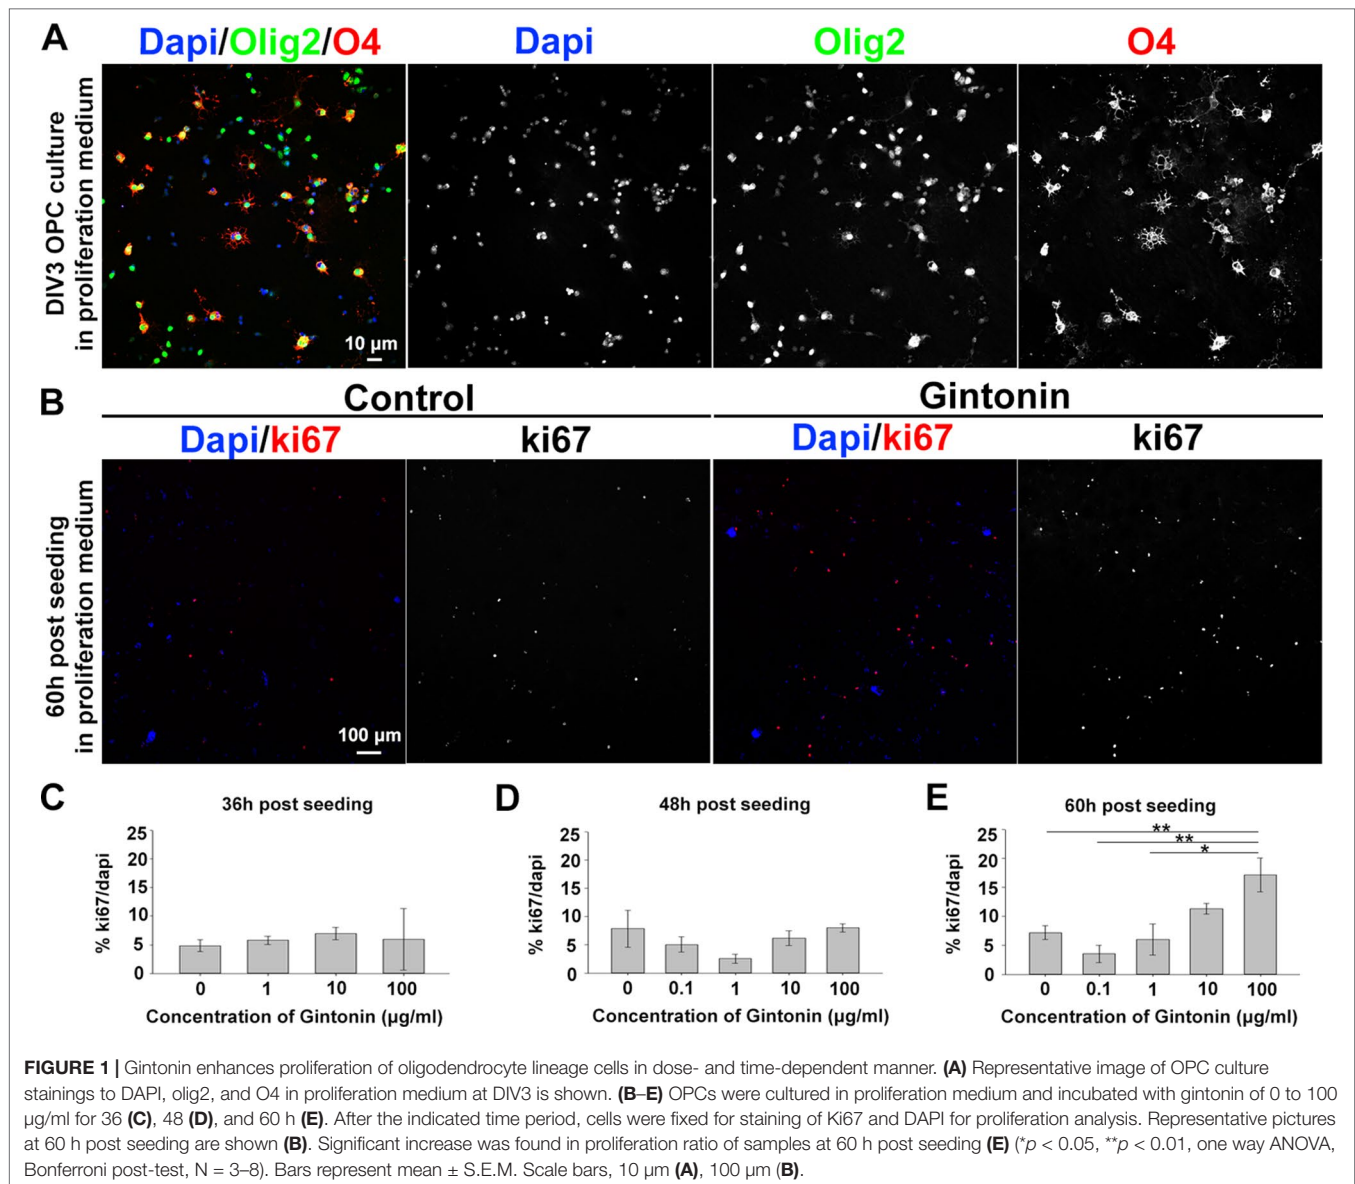 A
Dapi/Olig2/O4
Dapi
Olig2
O4
DIV3 OPC culture
in proliferation medium
10 µm
B
Control
Gintonin
Dapi/ki67
ki67
Dapi/ki67
ki67
60h post seeding
in proliferation medium
100 µm
C
36h post seeding
% ki67/dapi
25
20
15
10
5
0
0 1 10 100
Concentration of Gintonin (µg/ml)
D
48h post seeding
% ki67/dapi
25
20
15
10
5
0
0 0.1 1 10 100
Concentration of Gintonin (µg/ml)
E
60h post seeding
% ki67/dapi
25
20
15
10
5
0
**
**
*
0 0.1 1 10 100
Concentration of Gintonin (µg/ml)
FIGURE 1 | Gintonin enhances proliferation of oligodendrocyte lineage cells in dose- and time-dependent manner. (A) Representative image of OPC culture
stainings to DAPI, olig2, and O4 in proliferation medium at DIV3 is shown. (B–E) OPCs were cultured in proliferation medium and incubated with gintonin of 0 to 100
µg/ml for 36 (C), 48 (D), and 60 h (E). After the indicated time period, cells were fixed for staining of Ki67 and DAPI for proliferation analysis. Representative pictures
at 60 h post seeding are shown (B). Significant increase was found in proliferation ratio of samples at 60 h post seeding (E) (*p < 0.05, **p < 0.01, one way ANOVA,
Bonferroni post-test, N = 3–8). Bars represent mean ± S.E.M. Scale bars, 10 µm (A), 100 µm (B).